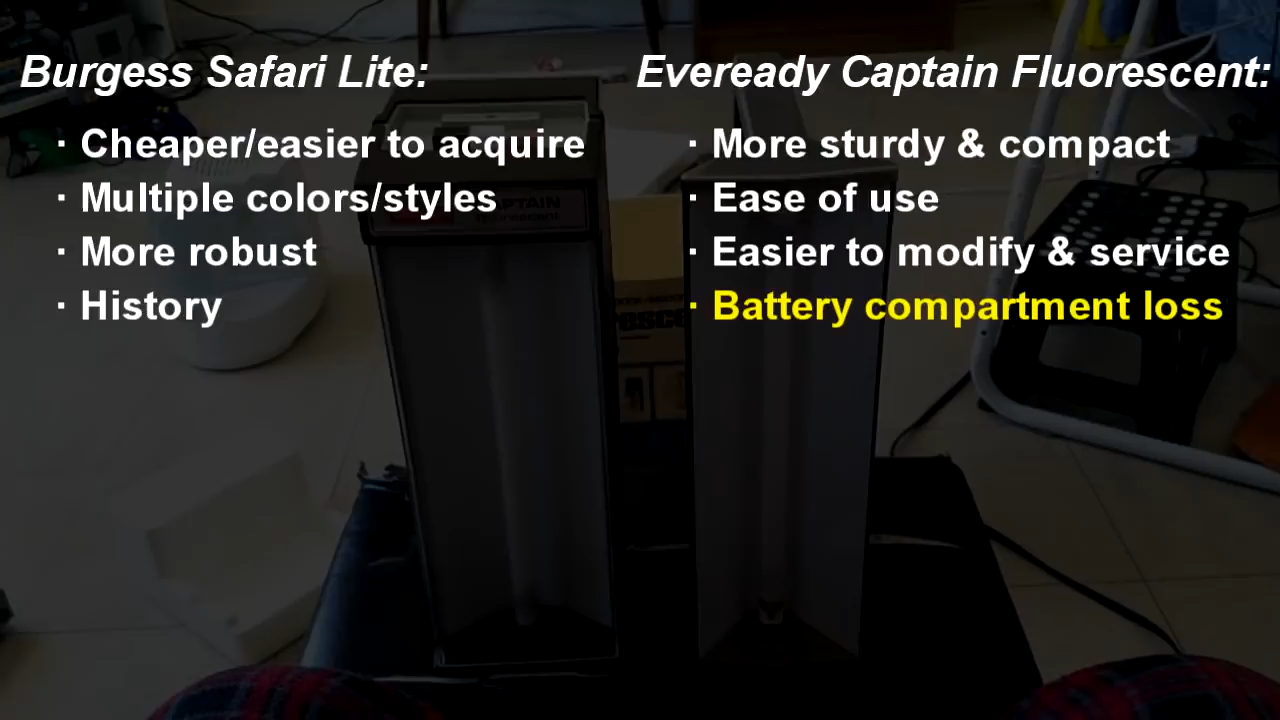 Burgess Safari Lite:
· Cheaper/easier to acquire
· Multiple colors/styles
· More robust
· History
Eveready Captain Fluorescent:
· More sturdy & compact
· Ease of use
· Easier to modify & service
· Battery compartment loss